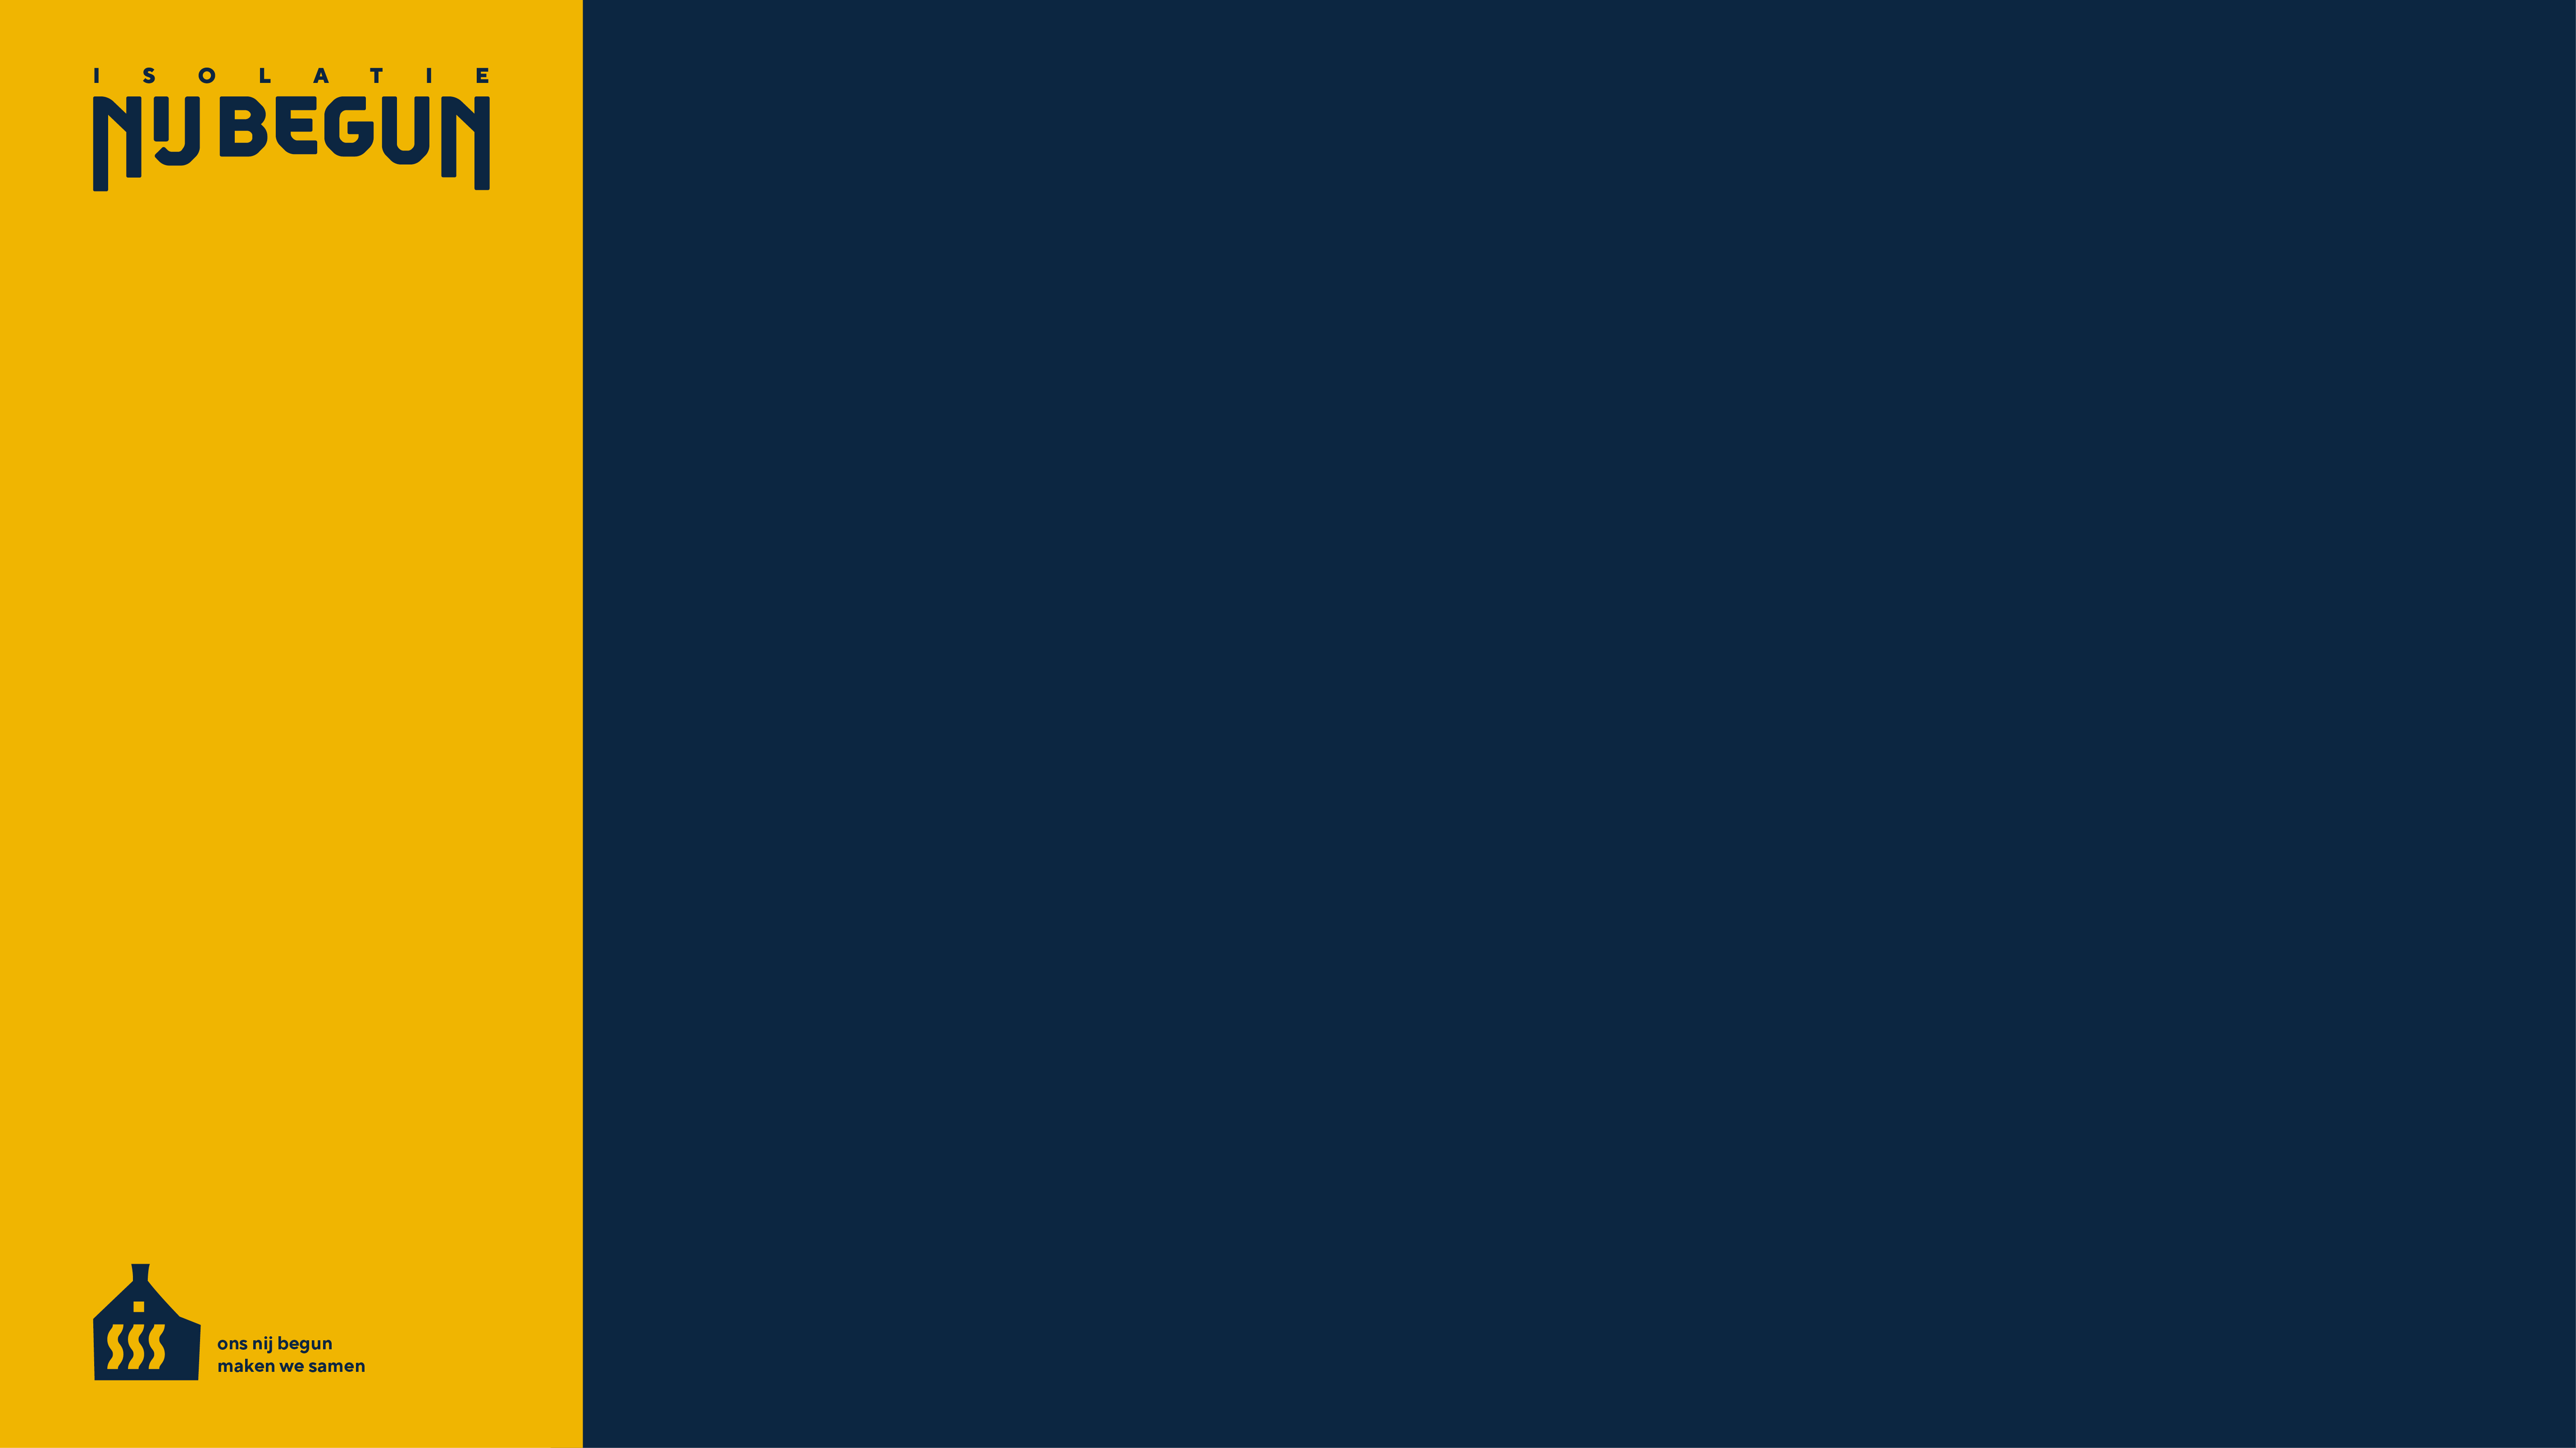 ISOLATIE
NIJ BEGUN
ons nij begun
maken we samen